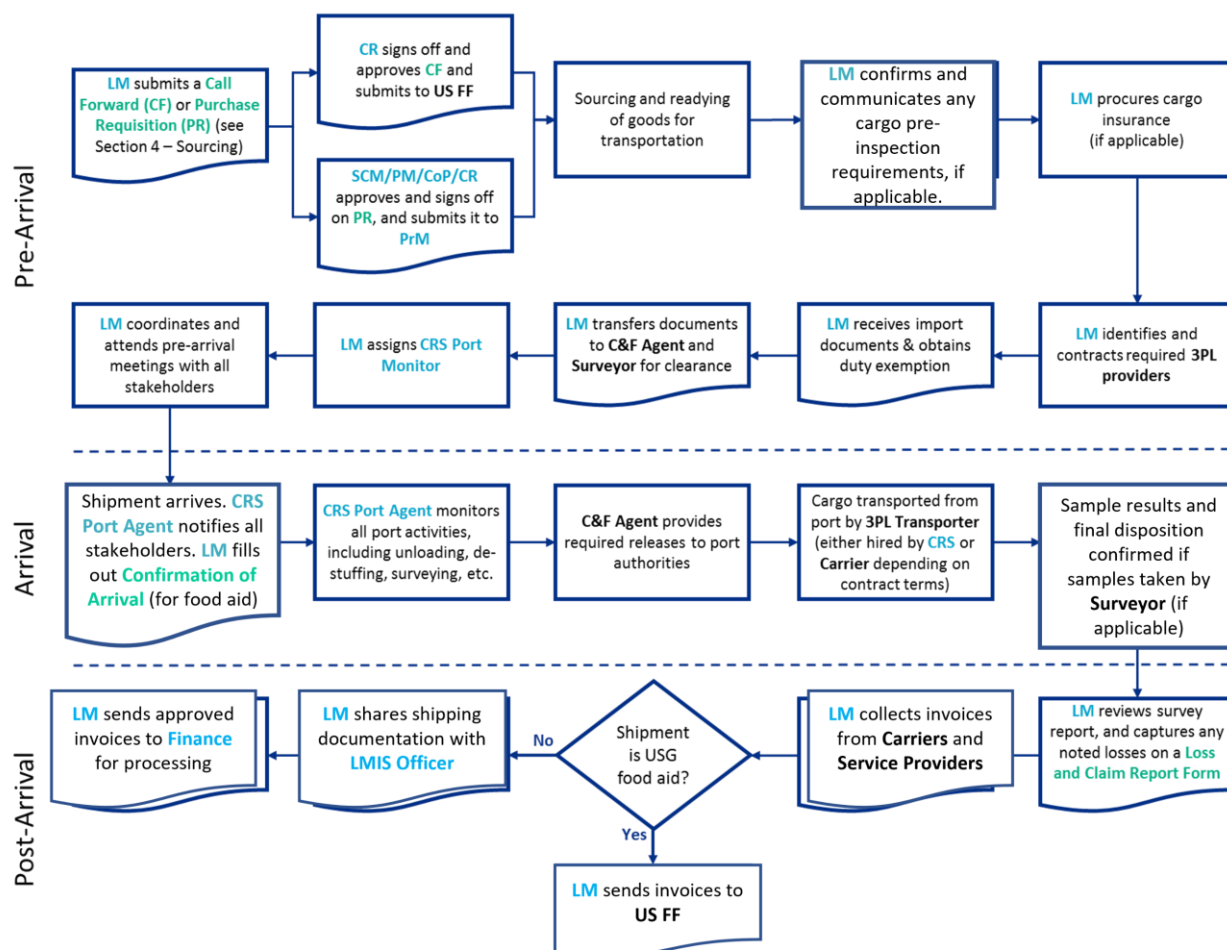 Pre-Arrival
LM submits a Call
Forward (CF) or Purchase
Requisition (PR) (see
Section 4 – Sourcing)
CR signs off and
approves CF and
submits to US FF
SCM/PM/CoP/CR
approves and signs off
on PR, and submits it to
PrM
Sourcing and readying
of goods for
transportation
LM confirms and
communicates any
cargo pre-
inspection
requirements, if
applicable.
LM procures cargo
insurance
(if applicable)
LM identifies and
contracts required 3PL
providers
LM receives import
documents & obtains
duty exemption
LM transfers documents
to C&F Agent and
Surveyor for clearance
LM assigns CRS Port
Monitor
LM coordinates and
attends pre-arrival
meetings with all
stakeholders
Arrival
Shipment arrives. CRS
Port Agent notifies all
stakeholders. LM fills
out Confirmation of
Arrival (for food aid)
CRS Port Agent monitors
all port activities,
including unloading, de-
stuffing, surveying, etc.
C&F Agent provides
required releases to port
authorities
Cargo transported from
port by 3PL Transporter
(either hired by CRS or
Carrier depending on
contract terms)
Sample results and
final disposition
confirmed if
samples taken by
Surveyor (if
applicable)
Post-Arrival
LM reviews survey
report, and captures any
noted losses on a Loss
and Claim Report Form
LM collects invoices
from Carriers and
Service Providers
Shipment
is USG
food aid?
No
LM shares shipping
documentation with
LMIS Officer
LM sends approved
invoices to Finance
for processing
Yes
LM sends invoices to
US FF